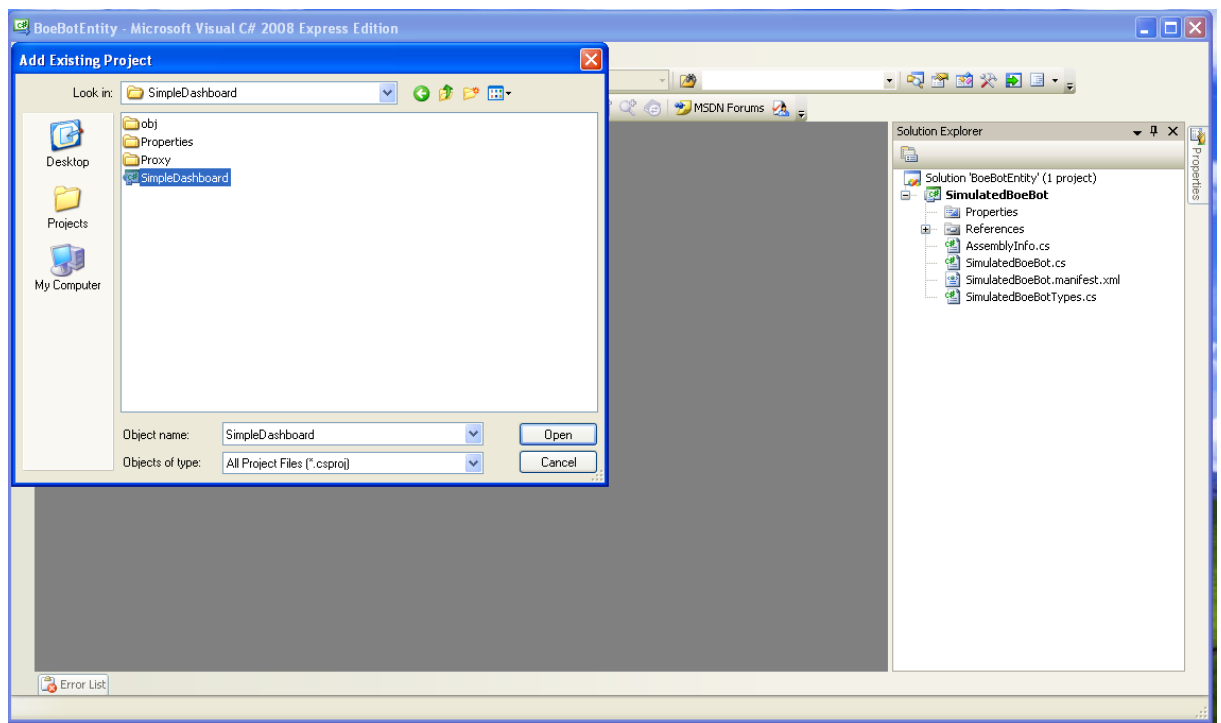 BoeBotEntity - Microsoft Visual C# 2008 Express Edition
Add Existing Project
Look in:
SimpleDashboard
MSDN Forums
Desktop
Projects
My Computer
obj
Properties
Proxy
SimpleDashboard
Object name:
SimpleDashboard
Open
Objects of type:
All Project Files (*.csproj)
Cancel
Solution Explorer
Solution 'BoeBotEntity' (1 project)
SimulatedBoeBot
Properties
References
AssemblyInfo.cs
SimulatedBoeBot.cs
SimulatedBoeBot.manifest.xml
SimulatedBoeBotTypes.cs
Properties
Error List